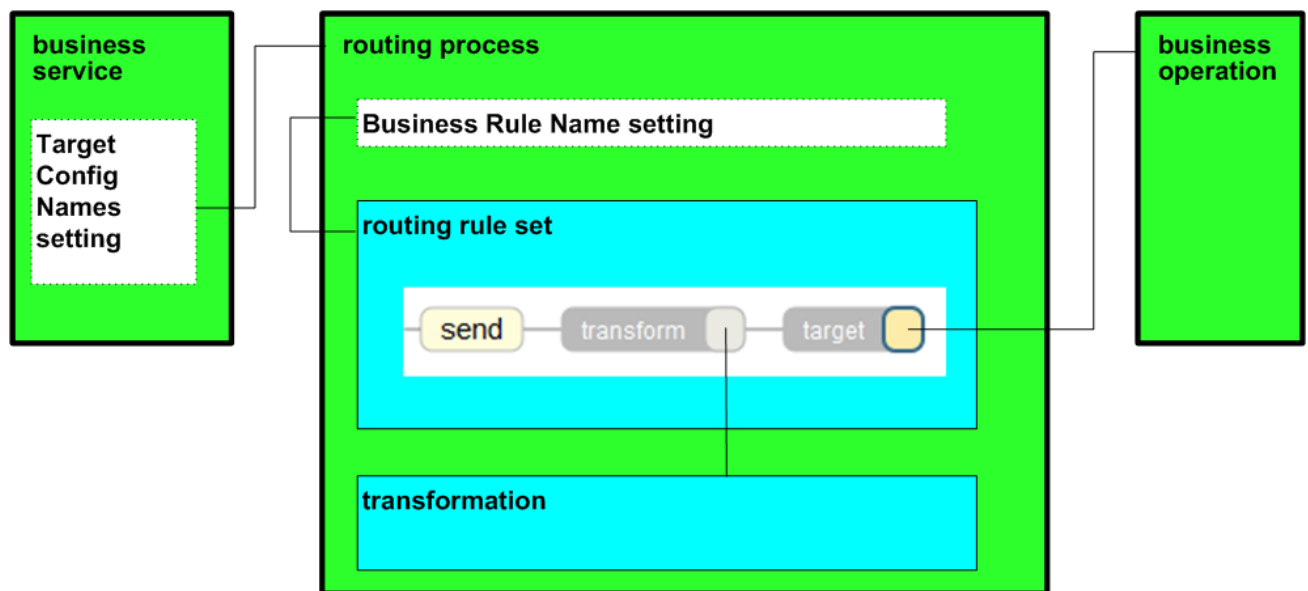 business
service
Target
Config
Names
setting
routing process
Business Rule Name setting
routing rule set
send
transform
target
transformation
business
operation